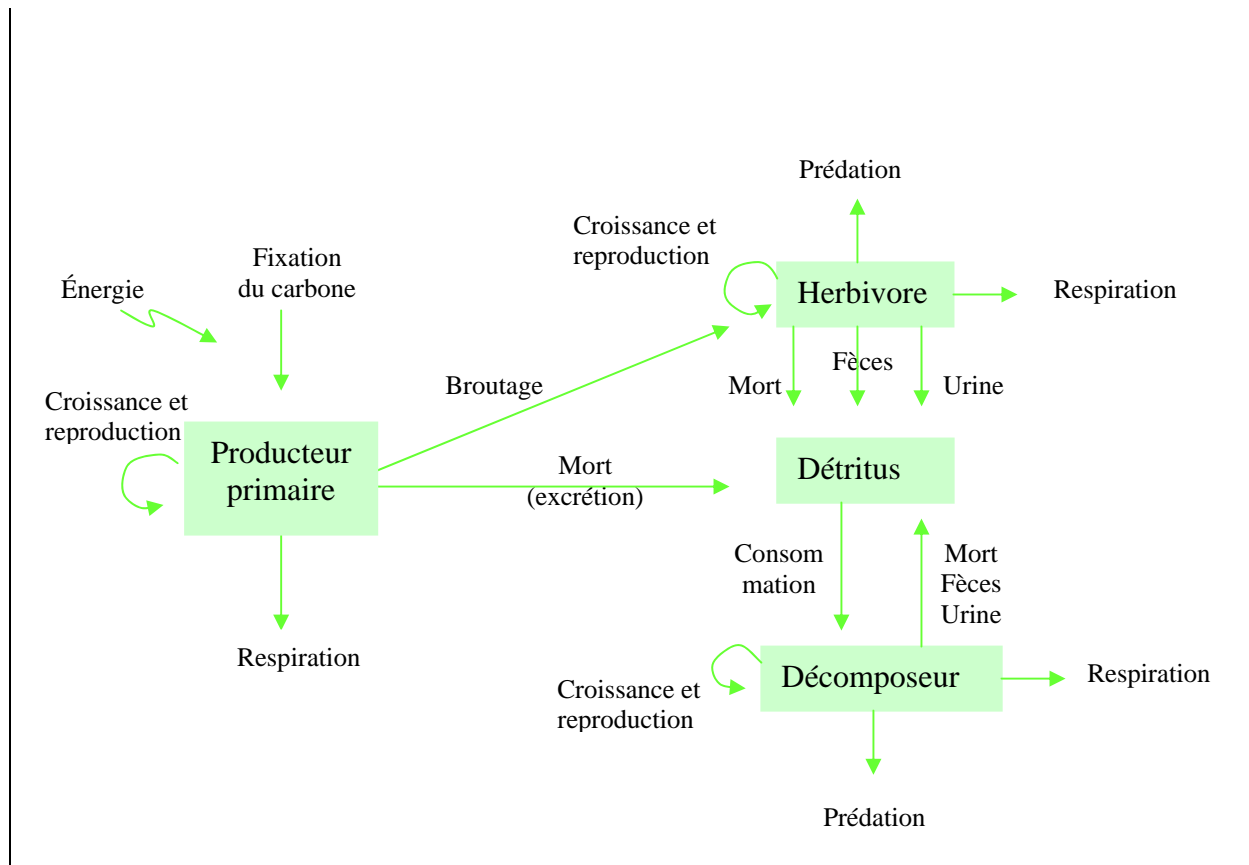 Prédation
Croissance et
reproduction
Herbivore
Respiration
Fixation
du carbone
Énergie
Fèces
Mort
Urine
Broutage
Croissance et
reproduction
Producteur
primaire
Mort
(excrétion)
Détritus
Consom
mation
Mort
Fèces
Urine
Respiration
Croissance et
reproduction
Décomposeur
Respiration
Prédation